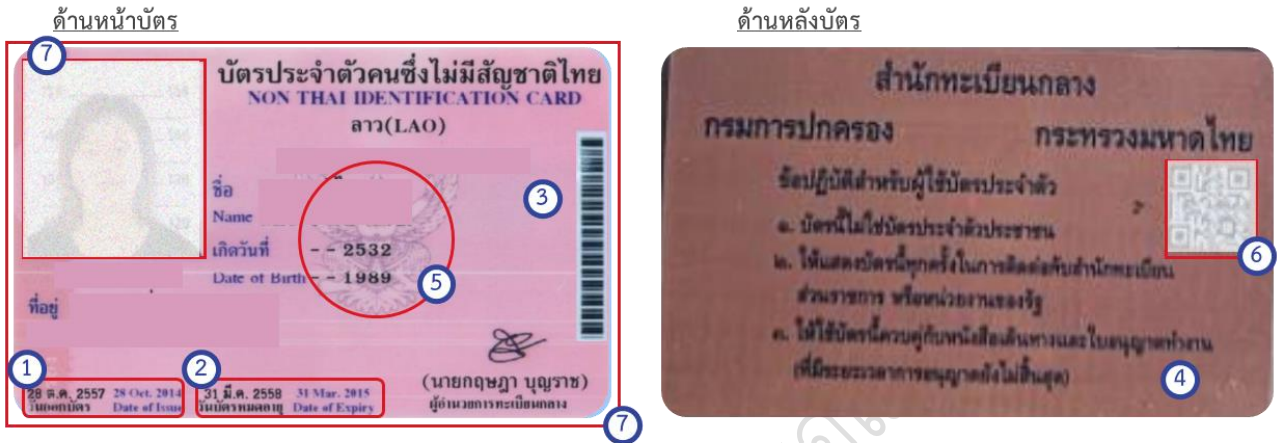 ด้านหน้าบัตร
7
บัตรประจำตัวคนซึ่งไม่มีสัญชาติไทย
NON THAI IDENTIFICATION CARD
ลาว(LAO)
3
ชื่อ
Name
เกิดวันที่ - - 2532
Date of Birth - - 1989
5
ที่อยู่
1
2
28 ต.ค. 2557 28 Oct. 2014
วันออกบัตร Date of Issue
31 มี.ค. 2558 31 Mar. 2015
วันบัตรหมดอายุ Date of Expiry
(นายกฤษฎา บุญราช)
ผู้อำนวยการทะเบียนกลาง
7
ด้านหลังบัตร
สำนักทะเบียนกลาง
กรมการปกครอง กระทรวงมหาดไทย
ข้อปฏิบัติสำหรับผู้ใช้บัตรประจำตัว
๑. บัตรนี้ไม่ใช่บัตรประจำตัวประชาชน
6
๒. ให้แสดงบัตรนี้ทุกครั้งในการติดต่อกับสำนักทะเบียน
ส่วนราชการ หรือหน่วยงานของรัฐ
๓. ให้ใช้บัตรนี้ควบคู่กับหนังสือเดินทางและใบอนุญาตทำงาน
(ที่มีระยะเวลาการอนุญาตยังไม่สิ้นสุด)
4